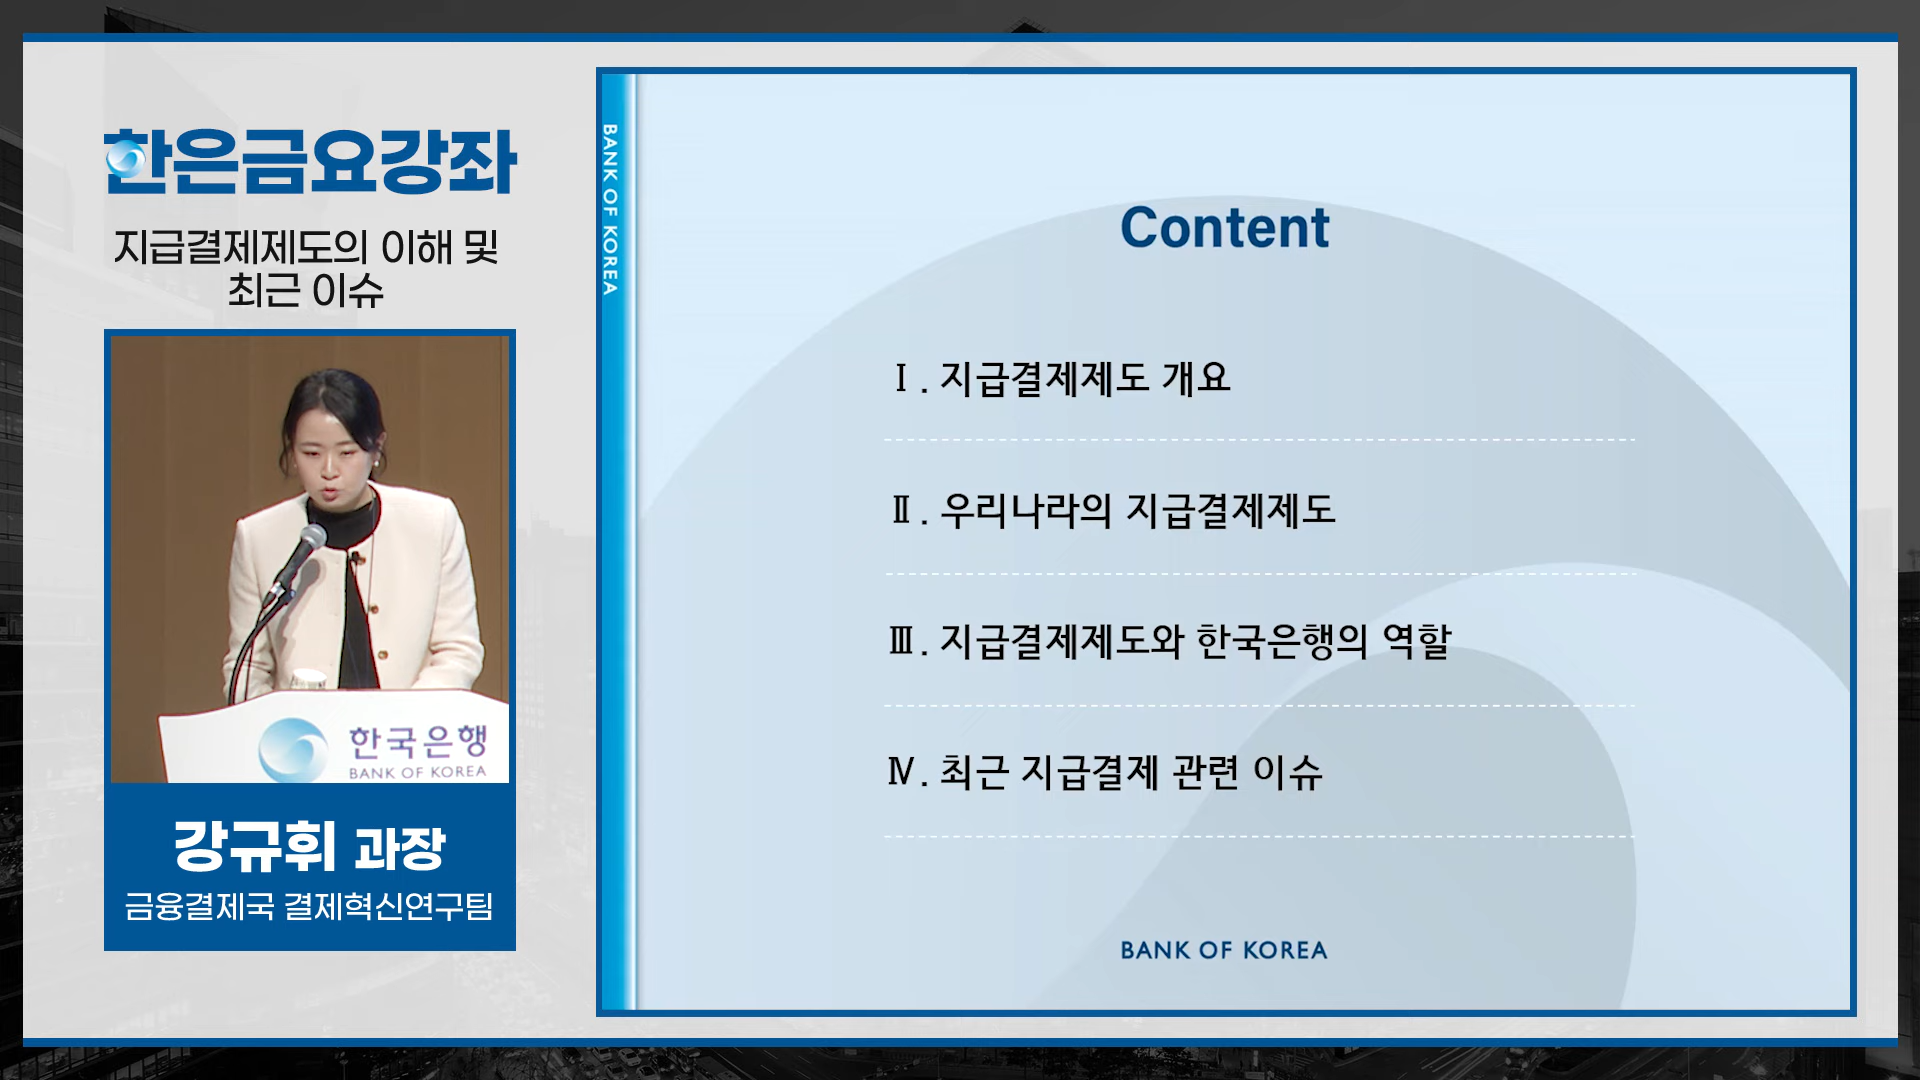 한은금요강좌
지급결제제도의 이해 및
최근 이슈
한국은행
BANK OF KOREA
강규휘 과장
금융결제국 결제혁신연구팀
BANK OF KOREA
Content
Ⅰ. 지급결제제도 개요
Ⅱ. 우리나라의 지급결제제도
Ⅲ. 지급결제제도와 한국은행의 역할
Ⅳ. 최근 지급결제 관련 이슈
BANK OF KOREA